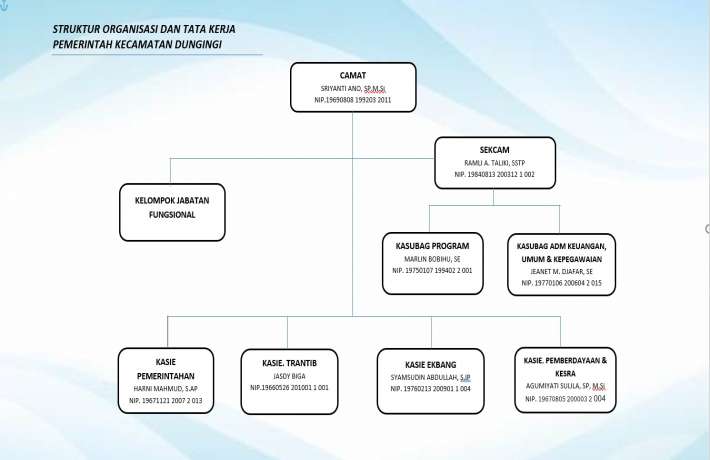 STRUKTUR ORGANISASI DAN TATA KERJA
PEMERINTAH KECAMATAN DUNGINGI
CAMAT
SRIYANTI ANO, SP,M.SI
NIP.19690808 199203 2011
SEKCAM
RAMLI A. TALIKI, SSTP
NIP. 19840813 200312 1 002
KELOMPOK JABATAN
FUNGSIONAL
KASUBAG PROGRAM
MARLIN BOBIHU, SE
NIP. 19750107 199402 2 001
KASUBAG ADM KEUANGAN,
UMUM & KEPEGAWAIAN
JEANET M. DJAFAR, SE
NIP. 19770106 200604 2 015
KASIE
PEMERINTAHAN
HARNI MAHMUD, S.AP
NIP. 19671121 2007 2 013
KASIE. TRANTIB
JASDY BIGA
NIP.19660526 201001 1 001
KASIE EKBANG
SYAMSUDIN ABDULLAH, S.IP
NIP. 19760213 200901 1 004
KASIE. PEMBERDAYAAN &
KESRA
AGUMIYATI SULILA, SP, M.SI
NIP. 19670805 200003 2 004